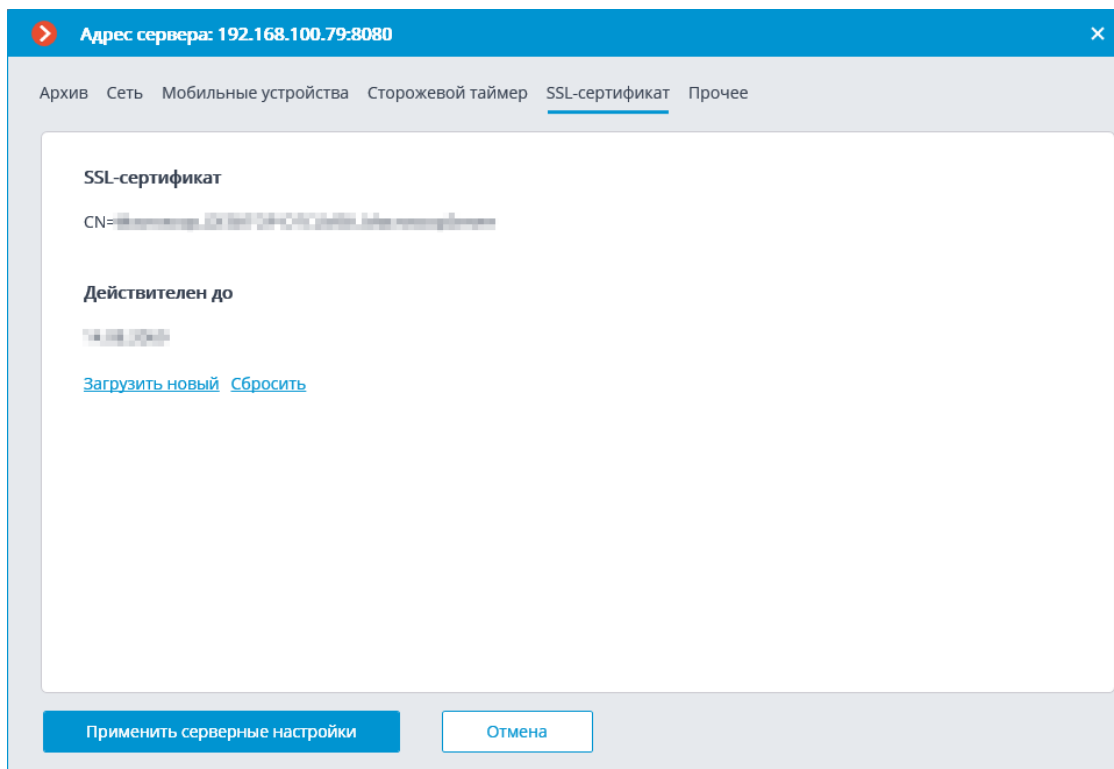 Адрес сервера: 192.168.100.79:8080
Архив Сеть Мобильные устройства Сторожевой таймер SSL-сертификат Прочее
SSL-сертификат
CN=
Действителен до
Загрузить новый Сбросить
Применить серверные настройки Отмена